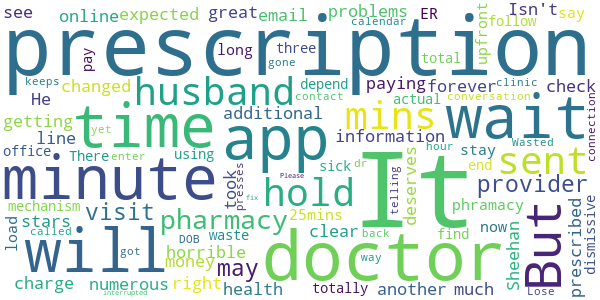 see online expected great email problems calendar ER Isn't say
pay long three gone total upfront follow
prescription
keeps changed husband depend paying forever check
He getting time additional app contact mins actual wait clinic conversation connection
line information Wasted
office There yet enter using sick dr hour stay end sent
minute took presses hold Please deserves telling provider
mechanism visit fix phramacy
stars pharmacy 25mins It find now But prescribed dismissive
load called will DOB got waste clear doctor back way Sheehan
horrible may totally another much
charge numerous money right health interrupted Lose